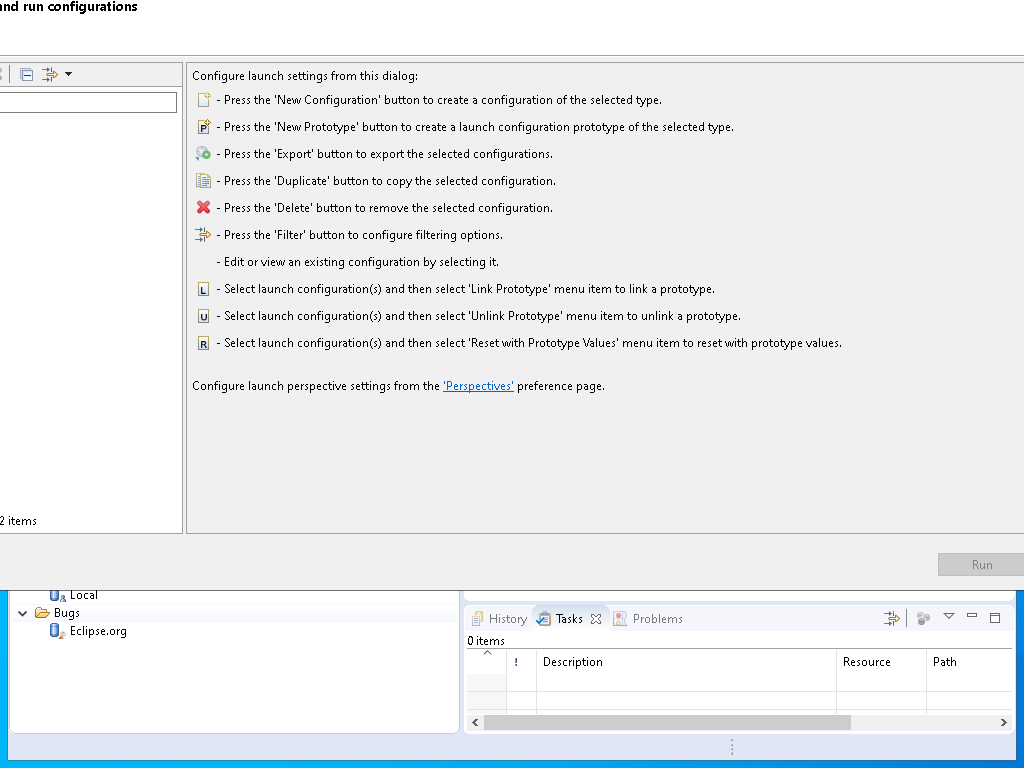 and run configurations
Configure launch settings from this dialog:
- Press the 'New Configuration' button to create a configuration of the selected type.
P - Press the 'New Prototype' button to create a launch configuration prototype of the selected type.
- Press the 'Export' button to export the selected configurations.
- Press the 'Duplicate' button to copy the selected configuration.
- Press the 'Delete' button to remove the selected configuration.
- Press the 'Filter' button to configure filtering options.
- Edit or view an existing configuration by selecting it.
L - Select launch configuration(s) and then select 'Link Prototype' menu item to link a prototype.
U - Select launch configuration(s) and then select 'Unlink Prototype' menu item to unlink a prototype.
R - Select launch configuration(s) and then select 'Reset with Prototype Values' menu item to reset with prototype values.
Configure launch perspective settings from the 'Perspectives' preference page.
2 items
Run
Local
Bugs
Eclipse.org
History Tasks Problems
0 items
! Description Resource Path